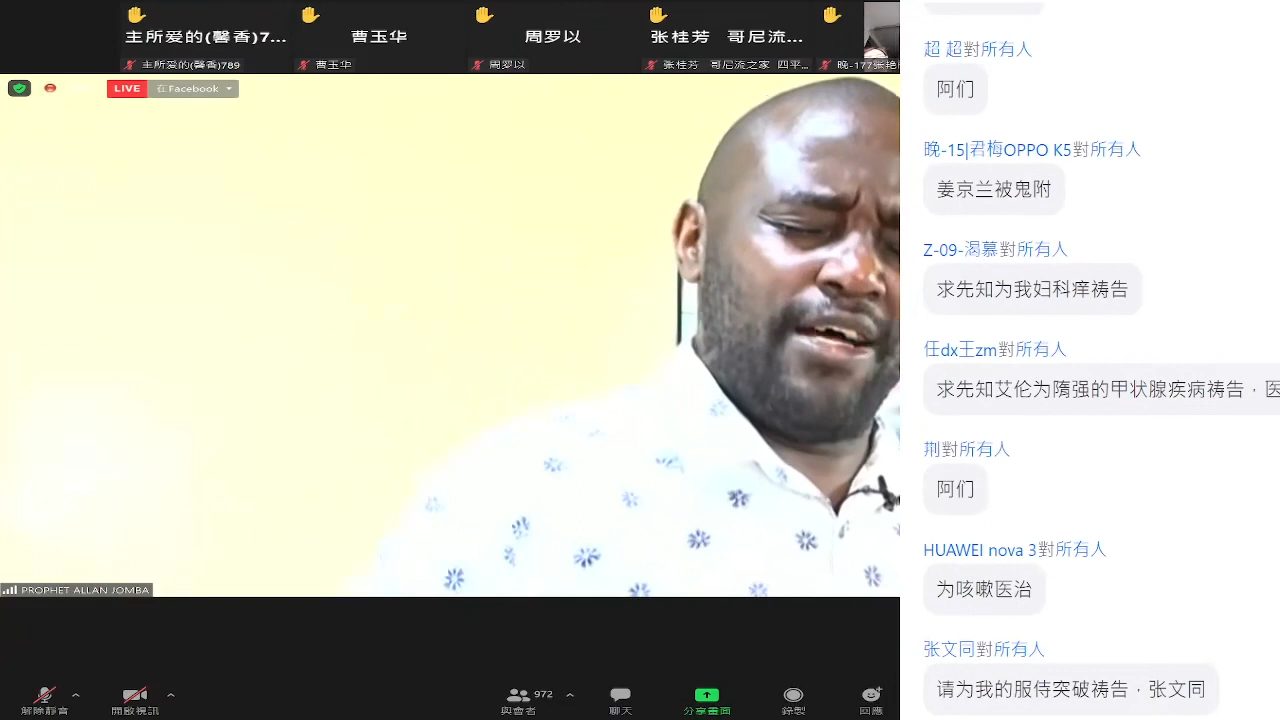 主所爱的(馨香)7...
曹玉华
周罗以
张桂芳 哥尼流...
主所爱的(馨香)789
曹玉华
周罗以
张桂芳 哥尼流之家 四平...
LIVE 在 Facebook
PROPHET ALLAN JOMBA
解除靜音
開啟視訊
972
與會者
聊天
分享畫面
錄製
回應
超 超對所有人
阿们
晚-15|君梅OPPO K5對所有人
姜京兰被鬼附
Z-09-渴慕對所有人
求先知为我妇科痒祷告
任dx王zm對所有人
求先知艾伦为隋强的甲状腺疾病祷告，医
荆對所有人
阿们
HUAWEI nova 3對所有人
为咳嗽医治
张文同對所有人
请为我的服侍突破祷告，张文同